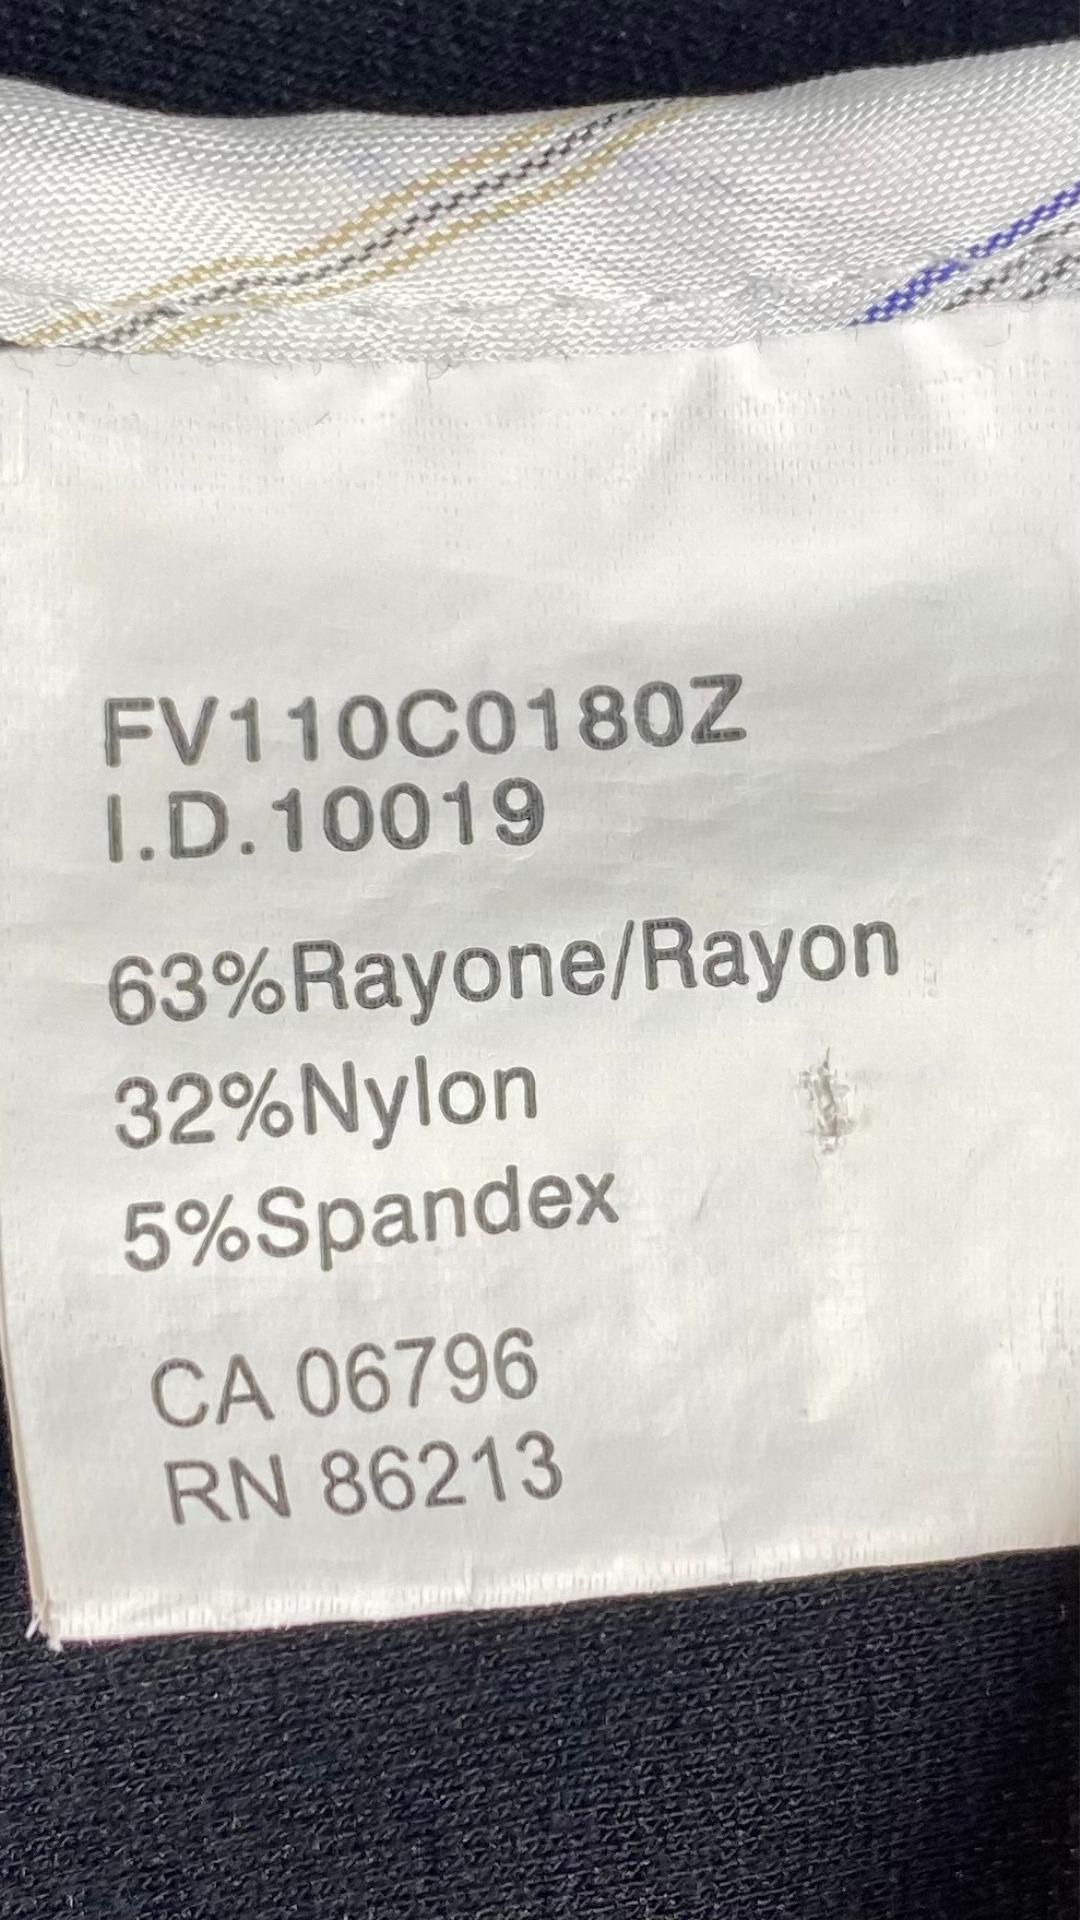 FV110C0180Z
I.D.10019
63%Rayone/Rayon
32%Nylon
5%Spandex
CA 06796
RN 86213